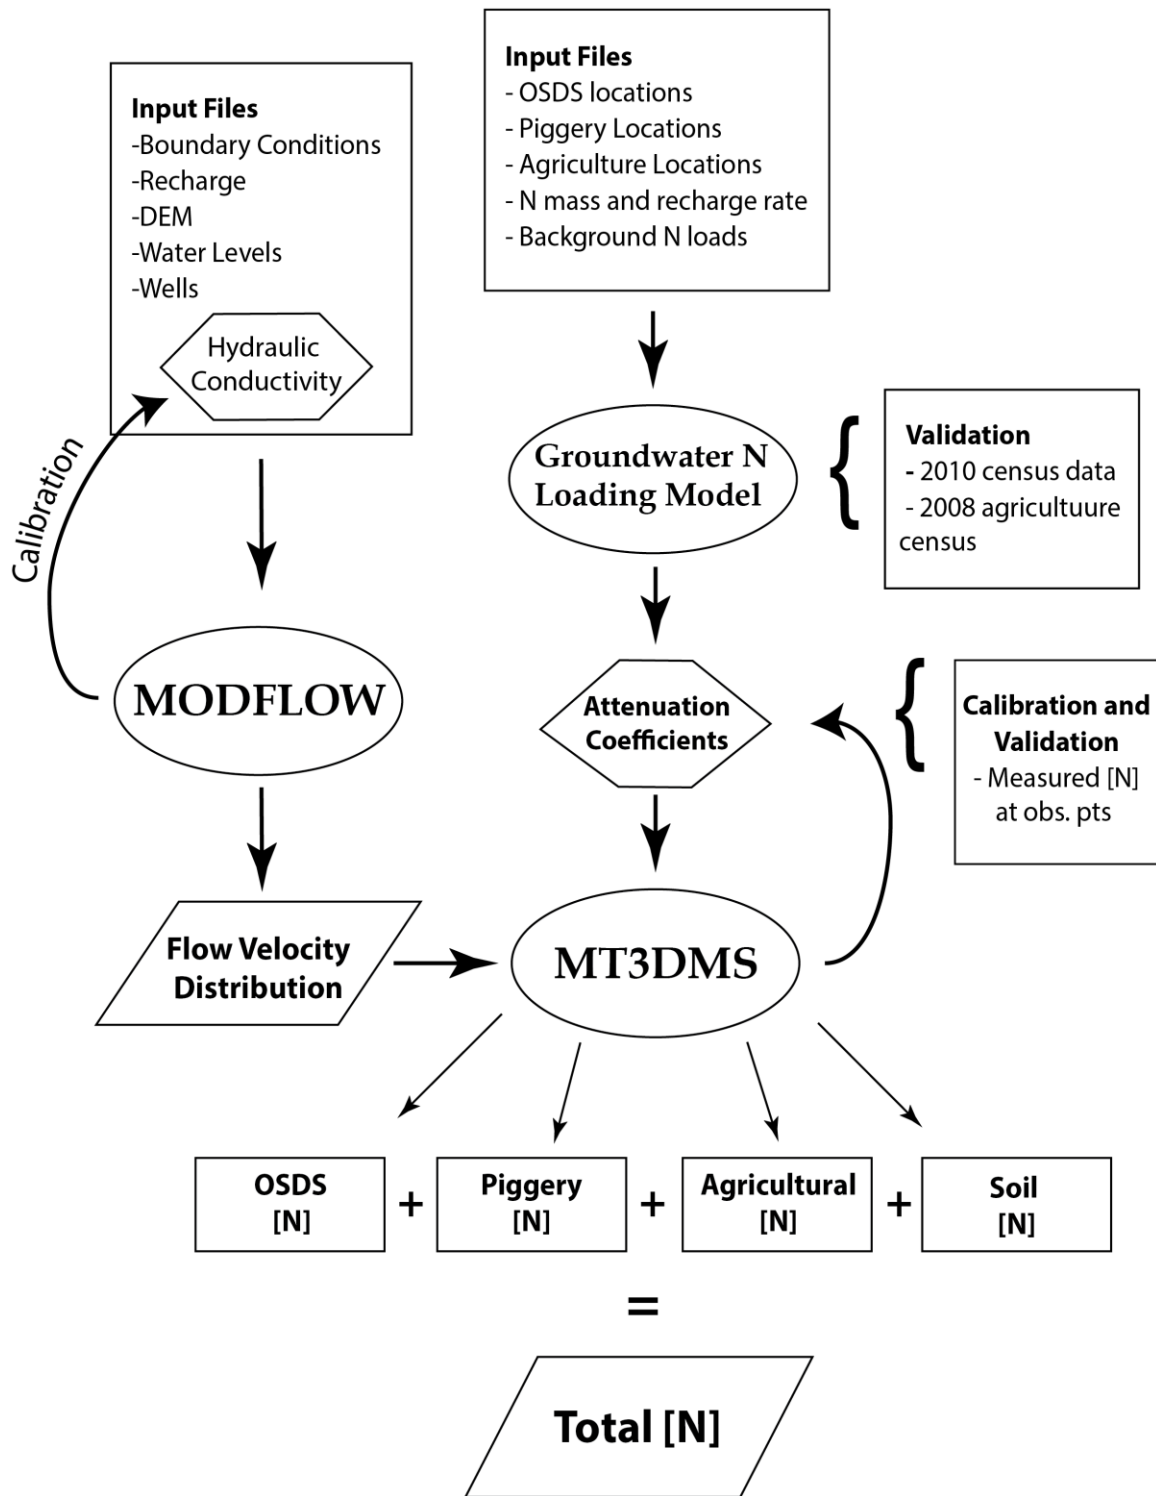 Input Files
-Boundary Conditions
-Recharge
-DEM
-Water Levels
-Wells
Hydraulic
Conductivity
Calibration
MODFLOW
Flow Velocity
Distribution
Input Files
- OSDS locations
- Piggery Locations
- Agriculture Locations
- N mass and recharge rate
- Background N loads
Groundwater N
Loading Model
{
Validation
- 2010 census data
- 2008 agricultuure
census
Attenuation
Coefficients
{
Calibration and
Validation
- Measured [N]
at obs. pts
MT3DMS
OSDS
[N]
+
Piggery
[N]
+
Agricultural
[N]
+
Soil
[N]
=
Total [N]